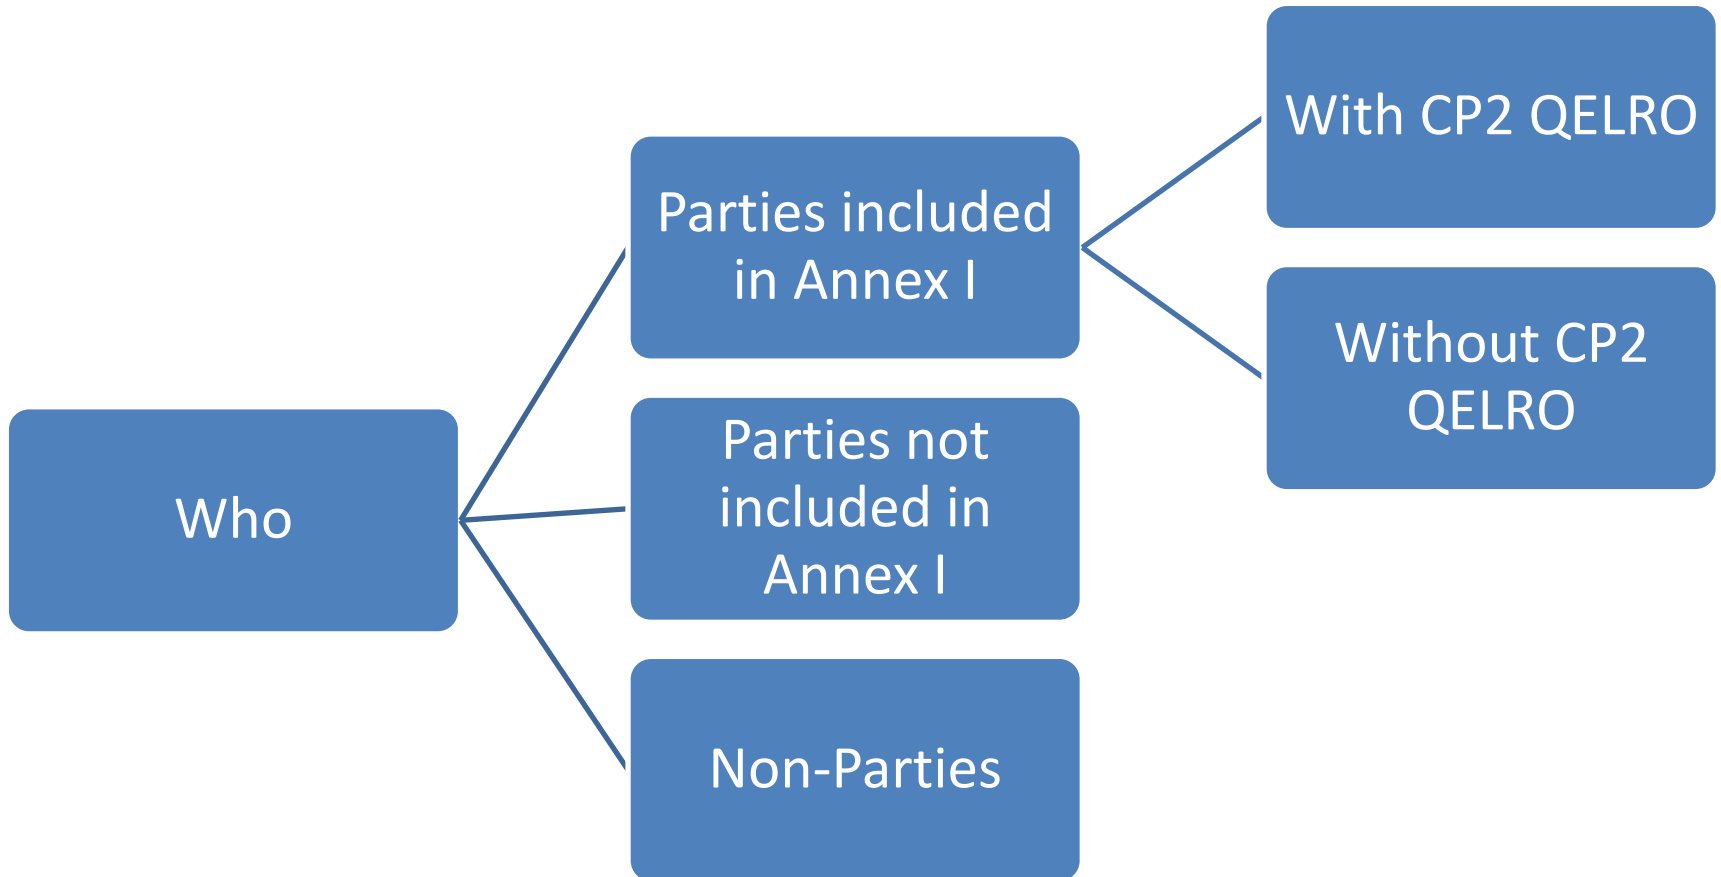 Who
Parties included
in Annex I
Parties not
included in
Annex I
Non-Parties
With CP2 QELRO
Without CP2
QELRO